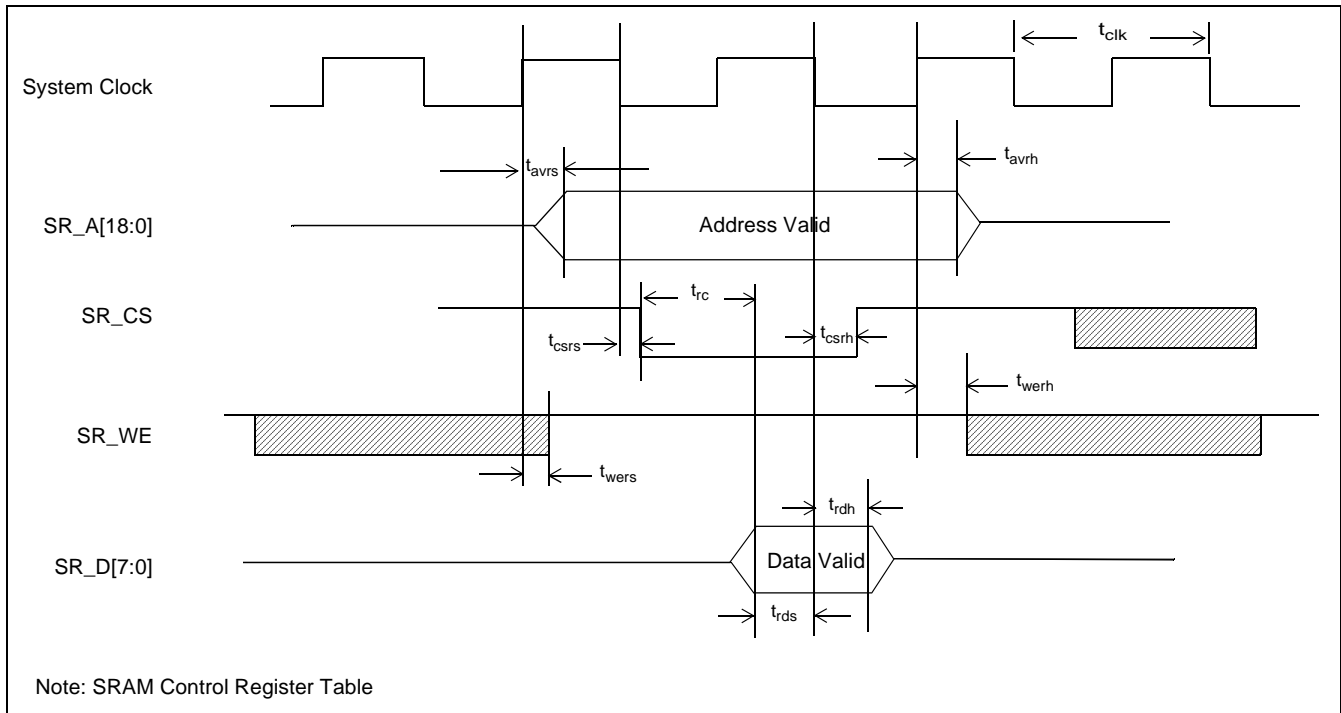 t_clk
System Clock
t_avrs
t_avrh
SR_A[18:0]
Address Valid
t_rc
SR_CS
t_csrs
t_csrh
t_werh
SR_WE
t_wers
t_rdh
SR_D[7:0]
Data Valid
t_rds
Note: SRAM Control Register Table